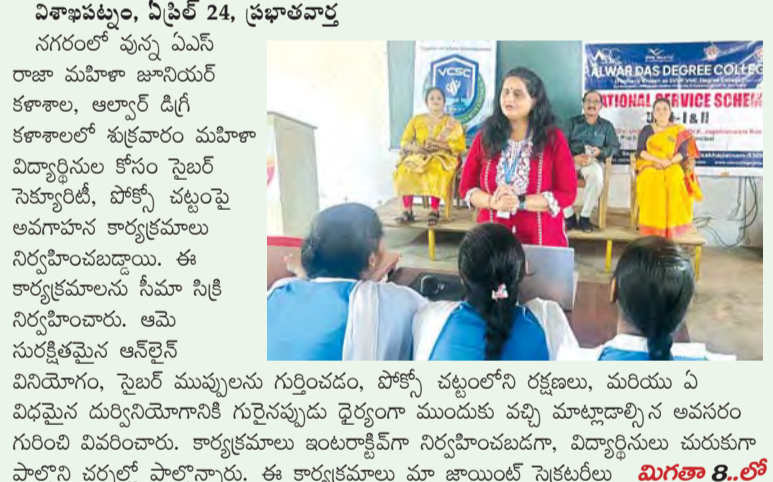 విశాఖపట్నం, ఏప్రిల్ 24, ప్రభాతవార్త
నగరంలో వున్న ఏఎస్
రాజా మహిళా జూనియర్
కళాశాల, ఆల్వార్ డిగ్రీ
కళాశాలలో శుక్రవారం మహిళా
విద్యార్థినుల కోసం సైబర్
సెక్యూరిటీ, పోక్సో చట్టంపై
అవగాహన కార్యక్రమాలు
నిర్వహించబడ్డాయి. ఈ
కార్యక్రమాలను సీమా సిక్రి
నిర్వహించారు. ఆమె
సురక్షితమైన ఆన్‌లైన్
వినియోగం, సైబర్ ముప్పులను గుర్తించడం, పోక్సో చట్టంలోని రక్షణలు, మరియు ఏ
విధమైన దుర్వినియోగానికి గురైనప్పుడు ధైర్యంగా ముందుకు వచ్చి మాట్లాడాల్సిన అవసరం
గురించి వివరించారు. కార్యక్రమాలు ఇంటరాక్టివ్‌గా నిర్వహించబడగా, విద్యార్థినులు చురుకుగా
పాల్గొని చర్చల్లో పాల్గొన్నారు. ఈ కార్యక్రమాలు మా జాయింట్ సెక్రటరీలు మిగతా 8..లో
VCSC
ALWAR DAS DEGREE COLLEG
NATIONAL SERVICE SCHEM
I & II